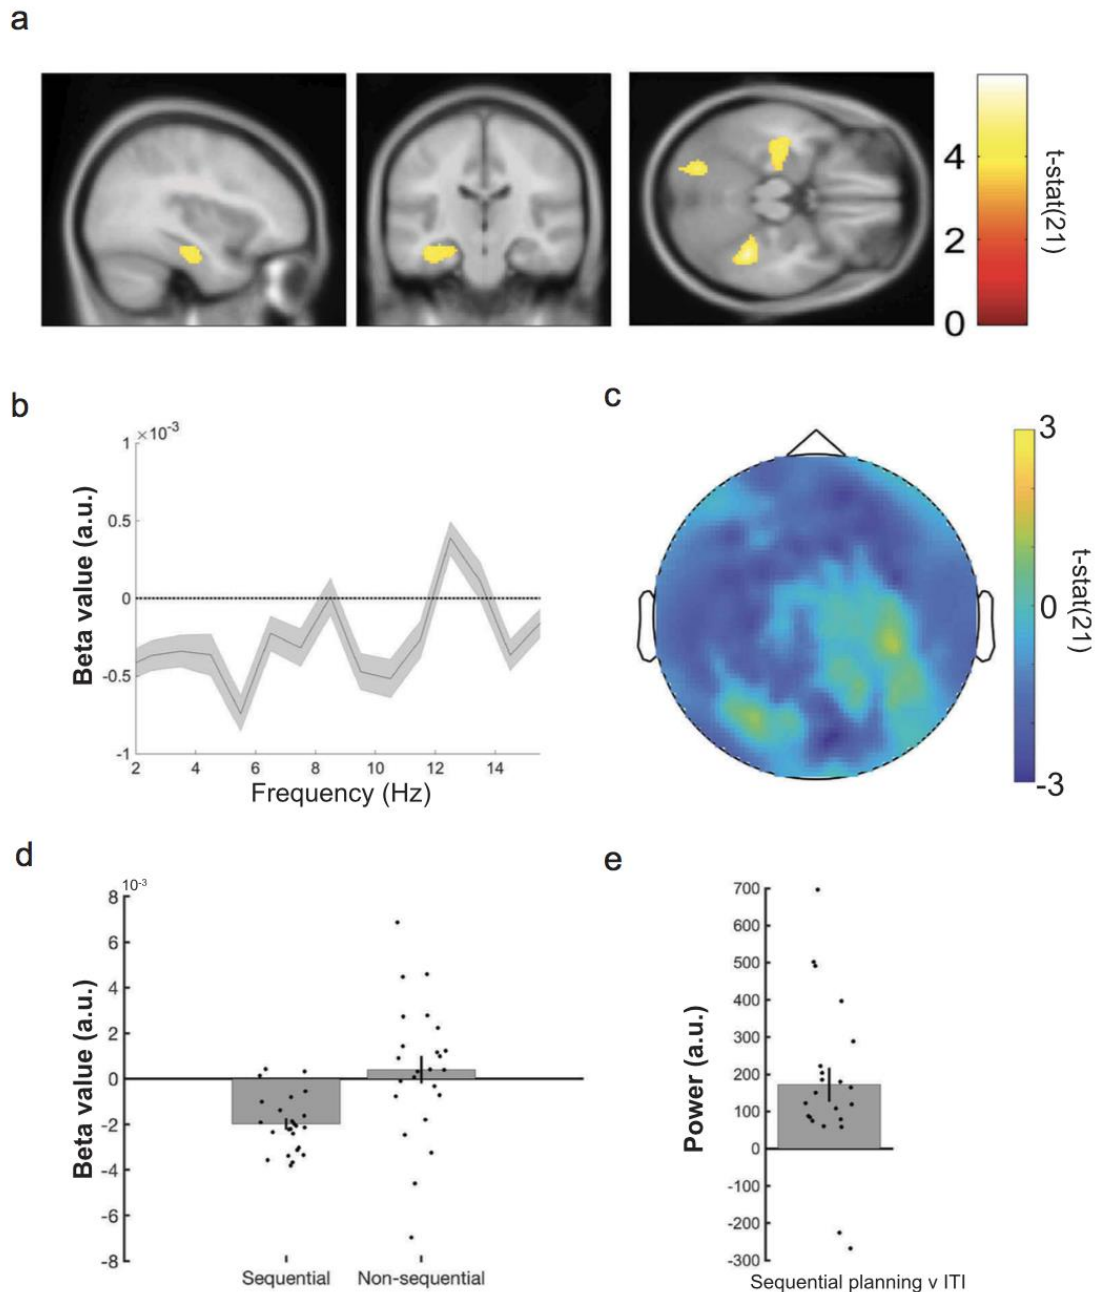 a
4
2
0
t-stat(21)
b
×10-3
1
0.5
0
-0.5
-1
Beta value (a.u.)
2 4 6 8 10 12 14
Frequency (Hz)
c
3
0
-3
t-stat(21)
d
10-3
8
6
4
2
0
-2
-4
-6
-8
Beta value (a.u.)
Sequential Non-sequential
e
700
600
500
400
300
200
100
0
-100
-200
-300
Power (a.u.)
Sequential planning v ITI